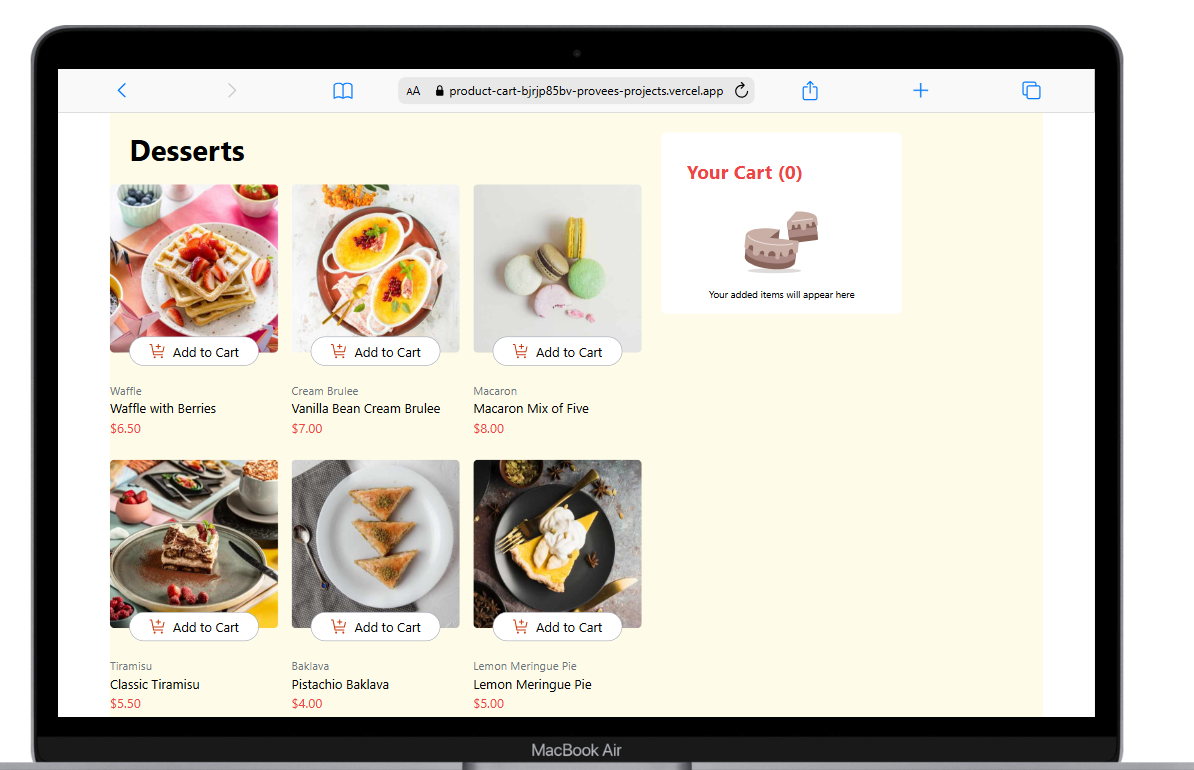 AA product-cart-bjrjp85bv-provees-projects.vercel.app
Desserts
Your Cart (0)
Your added items will appear here
Add to Cart
Add to Cart
Add to Cart
Waffle
Waffle with Berries
$6.50
Cream Brulee
Vanilla Bean Cream Brulee
$7.00
Macaron
Macaron Mix of Five
$8.00
Add to Cart
Add to Cart
Add to Cart
Tiramisu
Classic Tiramisu
$5.50
Baklava
Pistachio Baklava
$4.00
Lemon Meringue Pie
Lemon Meringue Pie
$5.00
MacBook Air